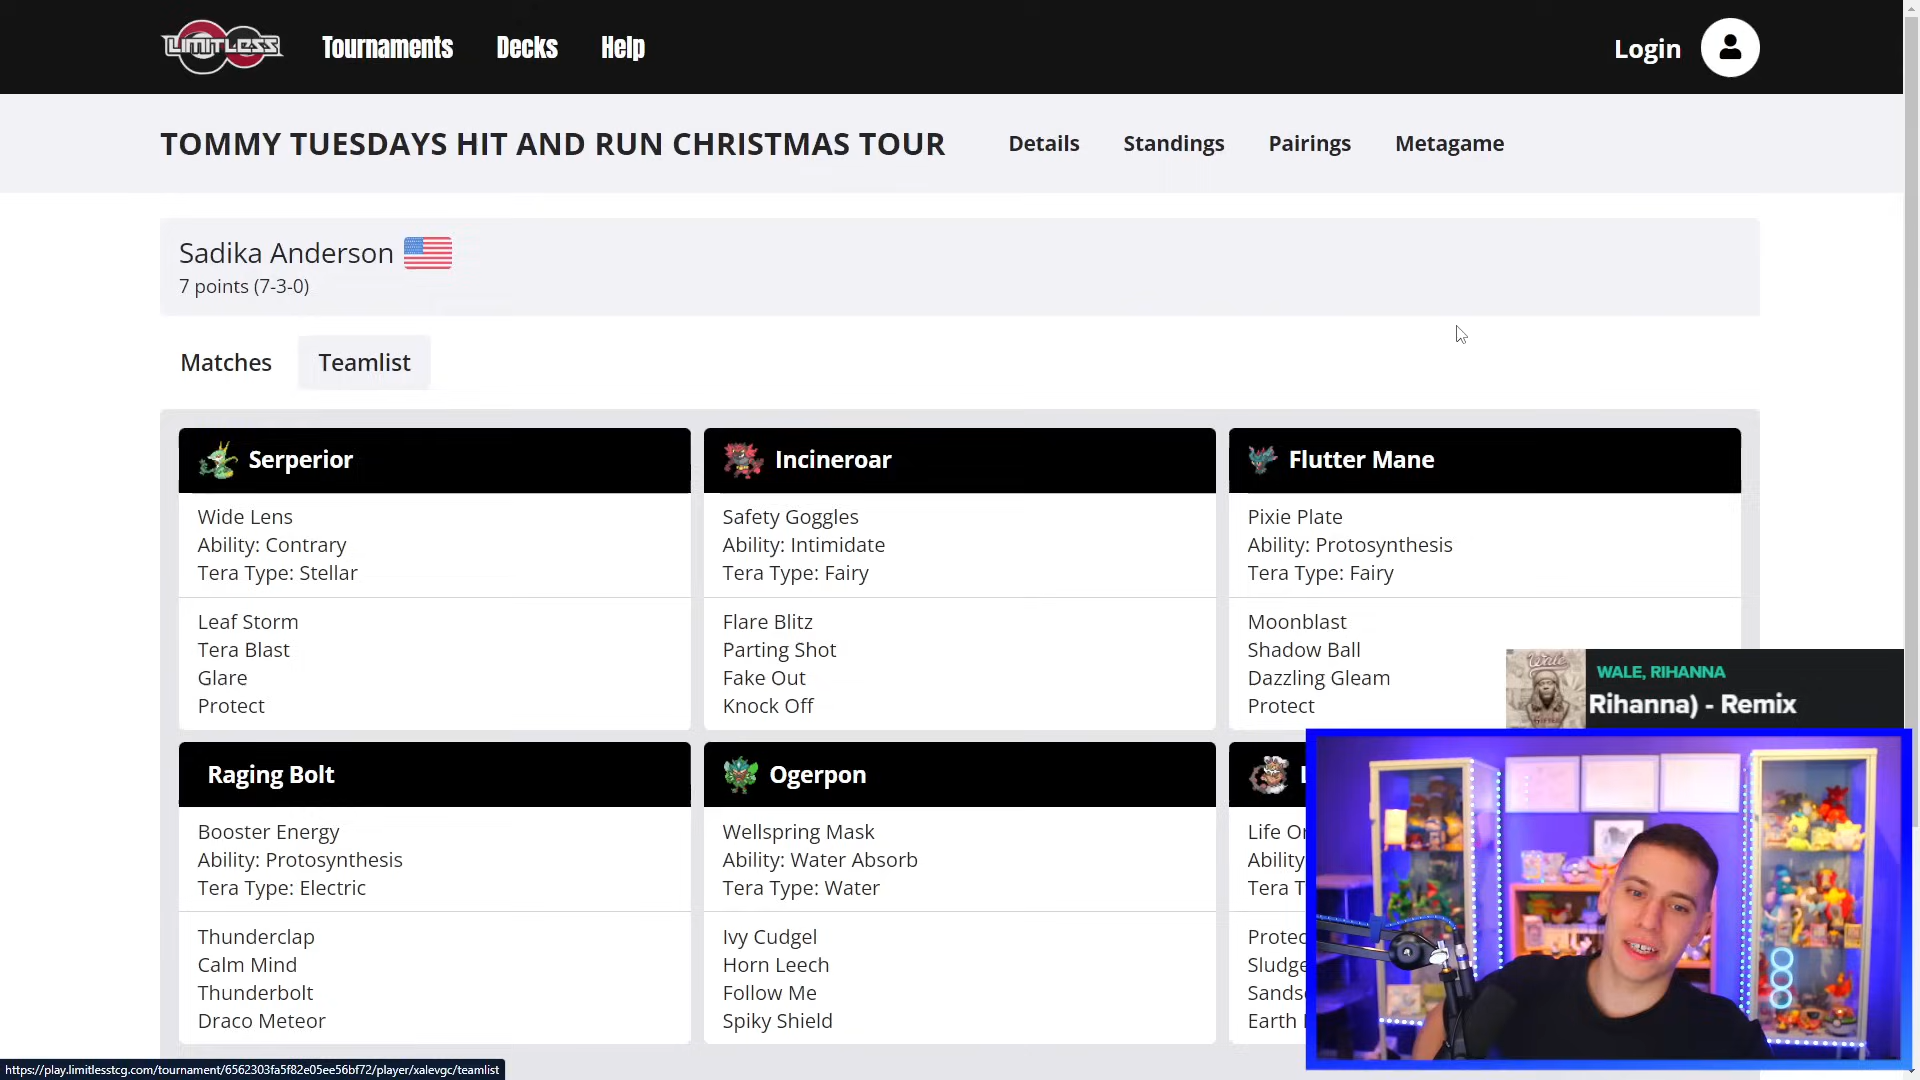 LIMITLESS
Tournaments
Decks
Help
Login
TOMMY TUESDAYS HIT AND RUN CHRISTMAS TOUR
Details
Standings
Pairings
Metagame
Sadika Anderson
7 points (7-3-0)
Matches
Teamlist
Serperior
Wide Lens
Ability: Contrary
Tera Type: Stellar
Leaf Storm
Tera Blast
Glare
Protect
Incineroar
Safety Goggles
Ability: Intimidate
Tera Type: Fairy
Flare Blitz
Parting Shot
Fake Out
Knock Off
Flutter Mane
Pixie Plate
Ability: Protosynthesis
Tera Type: Fairy
Moonblast
Shadow Ball
Dazzling Gleam
Protect
Wale
WALE, RIHANNA
Rihanna) - Remix
Raging Bolt
Booster Energy
Ability: Protosynthesis
Tera Type: Electric
Thunderclap
Calm Mind
Thunderbolt
Draco Meteor
Ogerpon
Wellspring Mask
Ability: Water Absorb
Tera Type: Water
Ivy Cudgel
Horn Leech
Follow Me
Spiky Shield
Life
Ability
Tera
Sludge
Earth
https://play.limitlesstcg.com/tournament/6562303fa5f82e05ee56bf72/player/xalevgc/teamlist